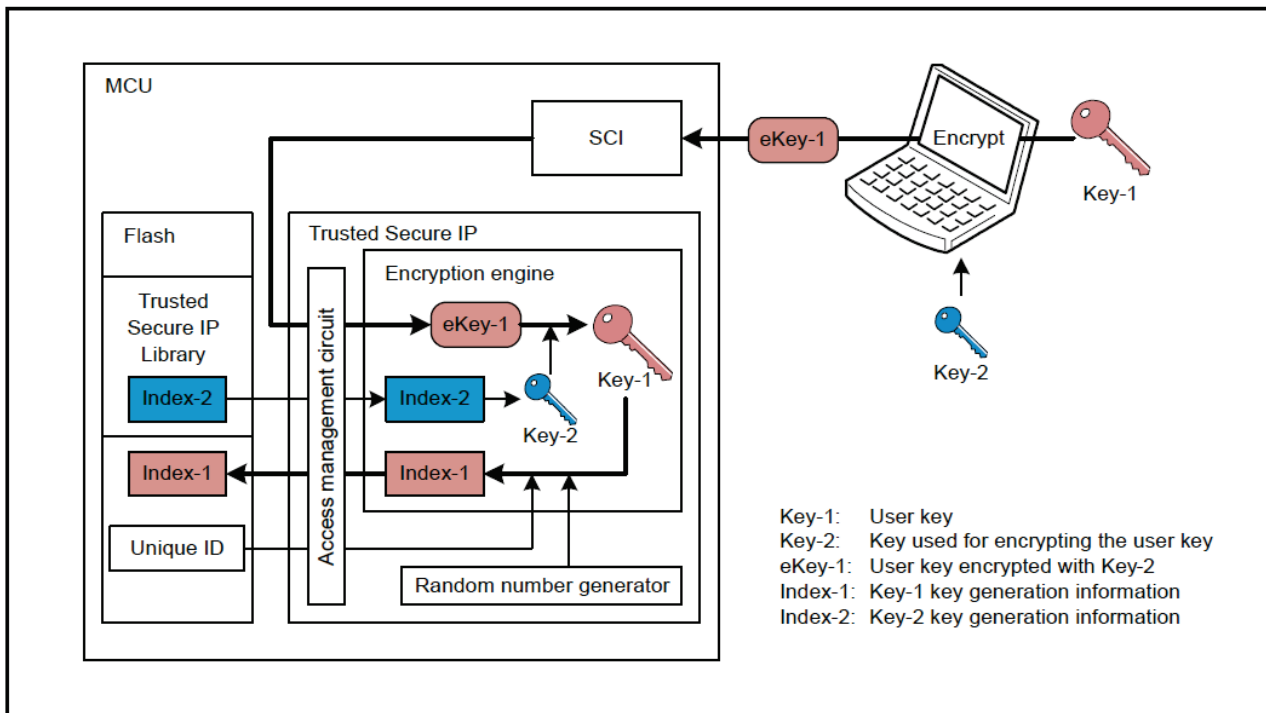 MCU
SCI
eKey-1
Encrypt
Key-1
Flash
Trusted Secure IP
Encryption engine
Trusted
Secure IP
Library
Access management circuit
eKey-1
Key-1
Key-2
Index-2
Index-2
Key-2
Index-1
Index-1
Unique ID
Random number generator
Key-1: User key
Key-2: Key used for encrypting the user key
eKey-1: User key encrypted with Key-2
Index-1: Key-1 key generation information
Index-2: Key-2 key generation information